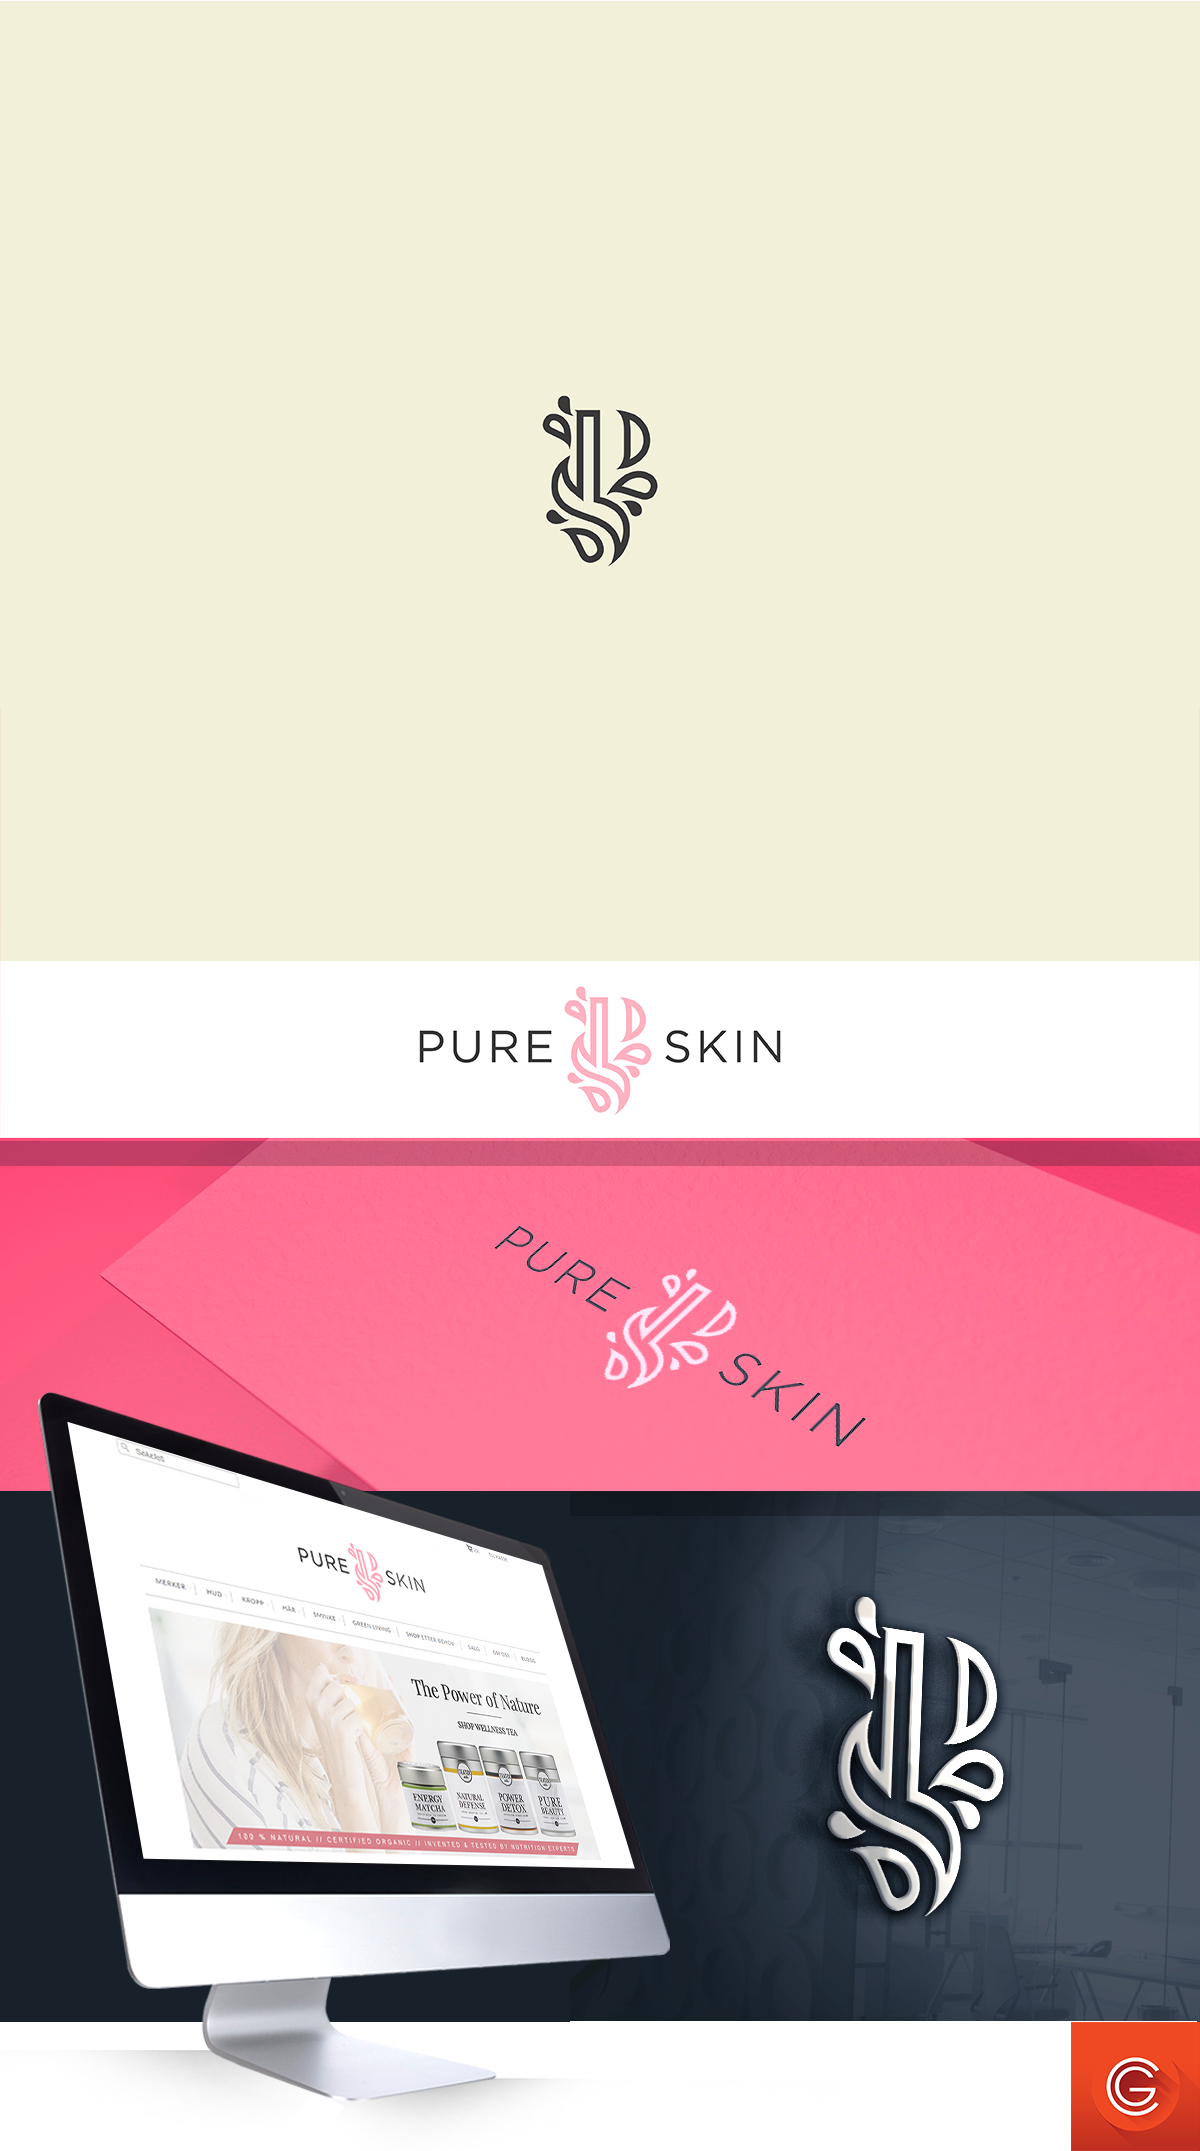 PURE SKIN
PURE SKIN
Search
PURE SKIN
MERKER HUD KROPP HÅR SMINKE GREEN LIVING SHOP ETTER BEHOV SALG BLOGG
The Power of Nature
SHOP WELLNESS TEA
ENERGY MATCHA
NATURAL DEFENSE
POWER DETOX
PURE BEAUTY
100 % NATURAL // CERTIFIED ORGANIC // INVENTED & TESTED BY NUTRITION EXPERTS